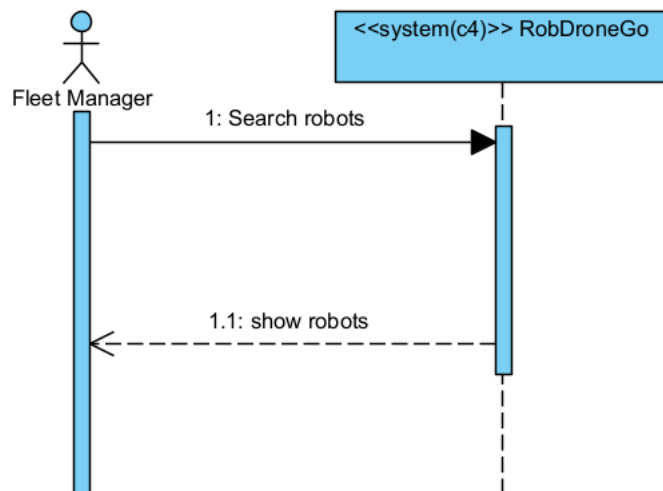 <<system(c4)>> RobDroneGo
Fleet Manager
1: Search robots
1.1: show robots